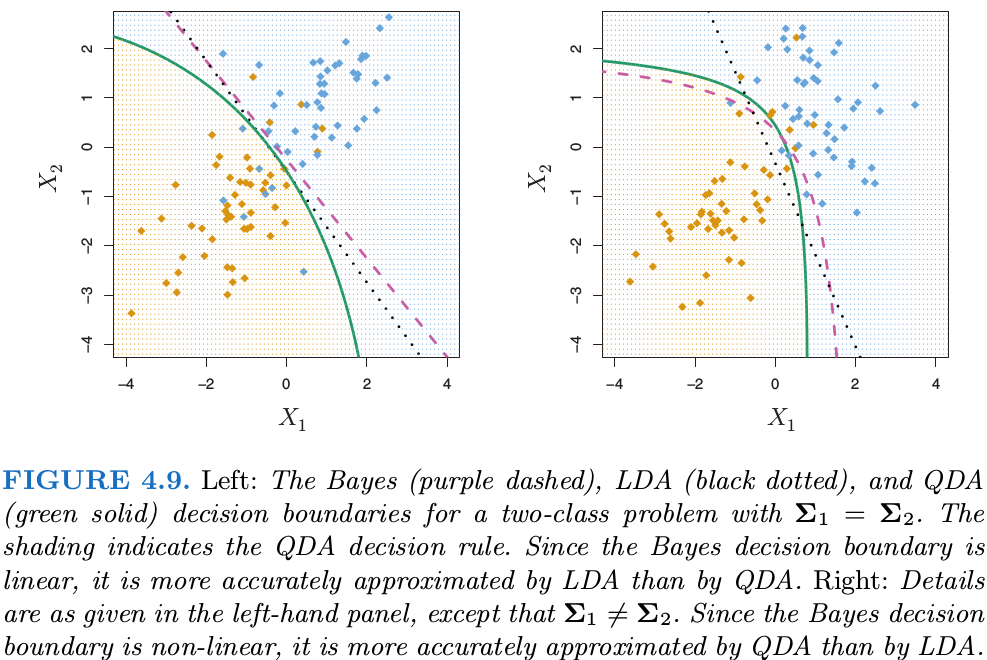 2
1
0
−1
−2
−3
−4
X2
−4
−2
0
2
4
X1
2
1
0
−1
−2
−3
−4
X2
−4
−2
0
2
4
X1
FIGURE 4.9. Left: The Bayes (purple dashed), LDA (black dotted), and QDA
(green solid) decision boundaries for a two-class problem with Σ1 = Σ2. The
shading indicates the QDA decision rule. Since the Bayes decision boundary is
linear, it is more accurately approximated by LDA than by QDA. Right: Details
are as given in the left-hand panel, except that Σ1 ≠ Σ2. Since the Bayes decision
boundary is non-linear, it is more accurately approximated by QDA than by LDA.